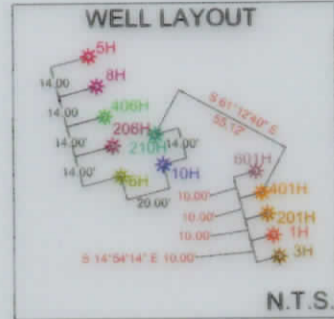 WELL LAYOUT
5H
14.00
8H
14.00
406H
S 61°12'40" E
55.12'
14.00'
206H
210H
14.00'
14.00'
6H
10H
20.00'
601H
10.00'
401H
10.00'
201H
10.00'
1H
S 14°54'14" E 10.00'
3H
N.T.S.